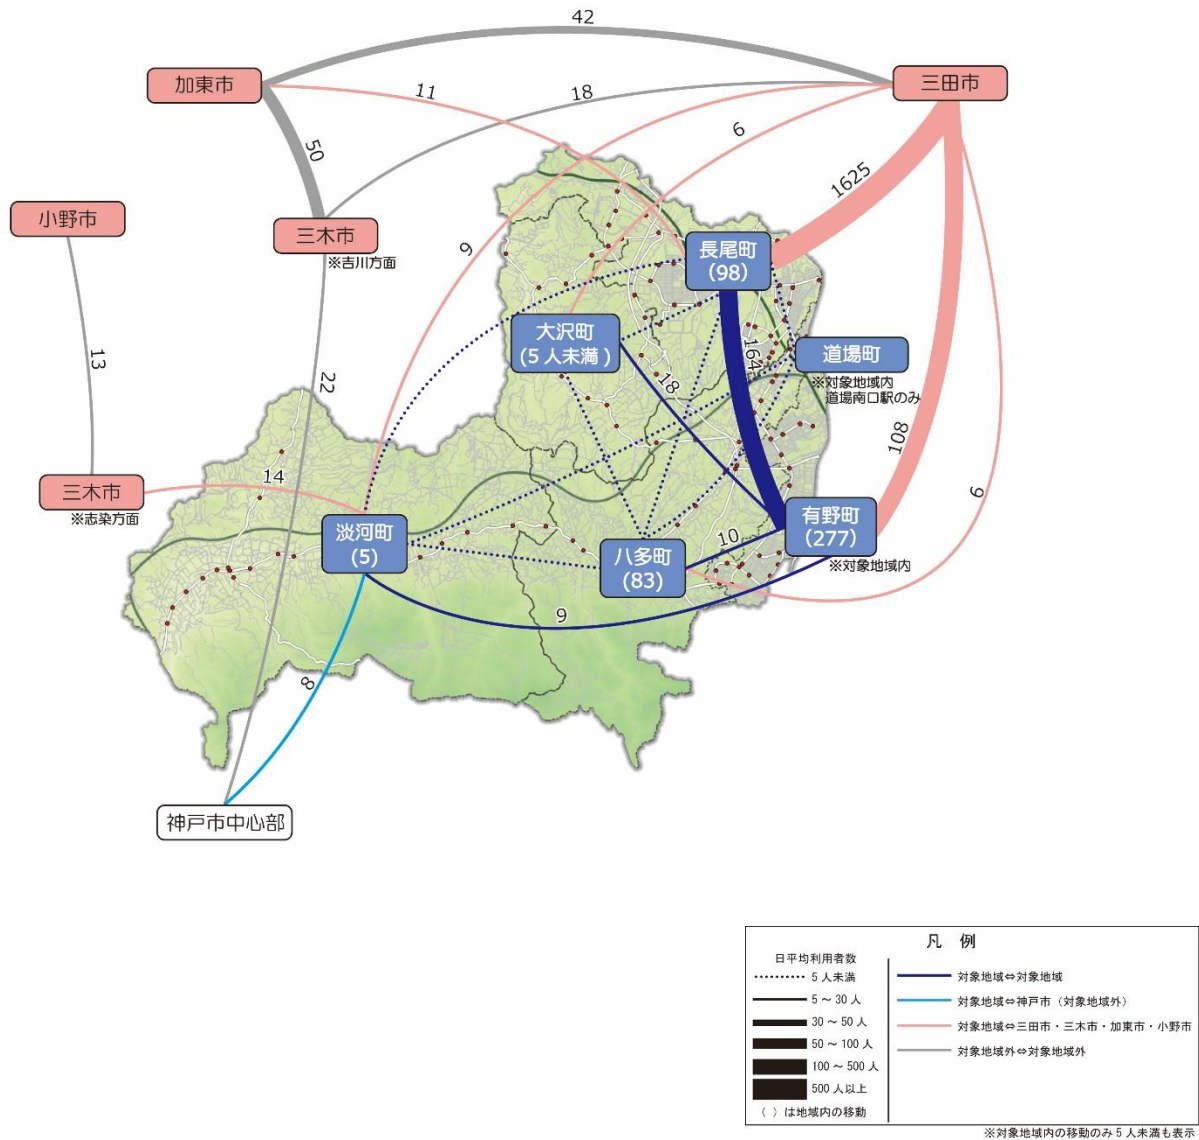 42
加東市
三田市
11
18
6
50
1625
小野市
三木市
※吉川方面
9
長尾町
(98)
大沢町
(5人未満)
164
道場町
※対象地域内
道場南口駅のみ
13
22
18
108
14
三木市
※志染方面
淡河町
(5)
有野町
(277)
※対象地域内
6
10
八多町
(83)
9
8
神戸市中心部
凡 例
日平均利用者数
5人未満
5～30人
30～50人
50～100人
100～500人
500人以上
( )は地域内の移動
対象地域⇔対象地域
対象地域⇔神戸市（対象地域外）
対象地域⇔三田市・三木市・加東市・小野市
対象地域外⇔対象地域外
※対象地域内の移動のみ5人未満も表示